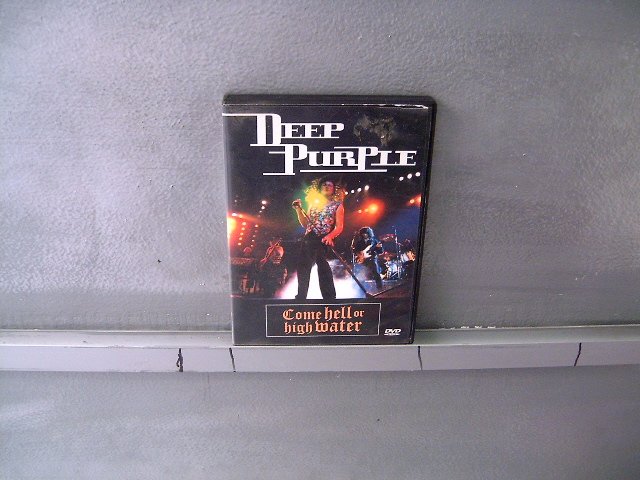 DEEP
PURPLE
Come hell or
high water
DVD